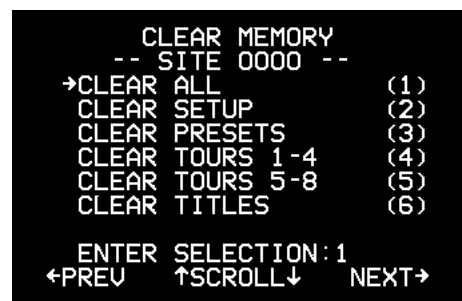 CLEAR MEMORY
-- SITE 0000 --
→CLEAR ALL (1)
CLEAR SETUP (2)
CLEAR PRESETS (3)
CLEAR TOURS 1-4 (4)
CLEAR TOURS 5-8 (5)
CLEAR TITLES (6)
ENTER SELECTION:1
←PREV ↑SCROLL↓ NEXT→